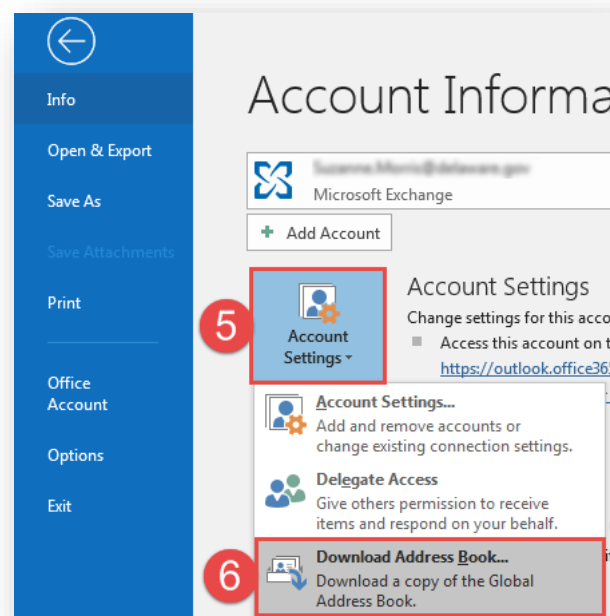 Info
Open & Export
Save As
Save Attachments
Print
Office
Account
Options
Exit
Account Informa
Microsoft Exchange
+ Add Account
5
Account
Settings
Account Settings
Change settings for this acco
Access this account on t
https://outlook.office36
Account Settings...
Add and remove accounts or
change existing connection settings.
Delegate Access
Give others permission to receive
items and respond on your behalf.
6
Download Address Book...
Download a copy of the Global
Address Book.